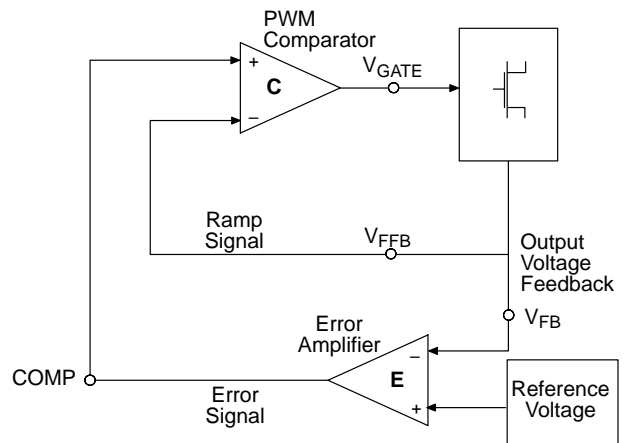 PWM
Comparator
+
C
−
VGATE
Ramp
Signal
VFFB
Output
Voltage
Feedback
VFB
Error
Amplifier
−
E
+
COMP
Error
Signal
Reference
Voltage